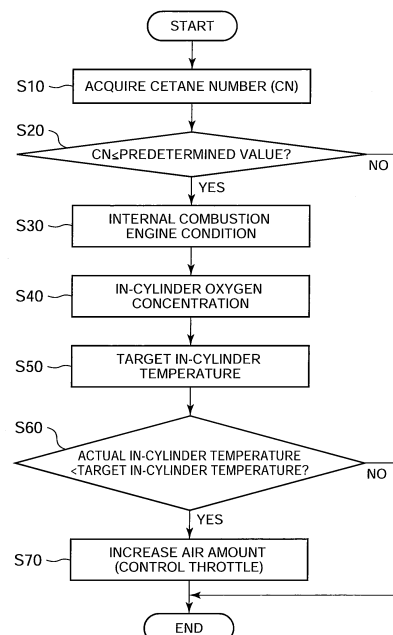 START
S10
ACQUIRE CETANE NUMBER (CN)
S20
CN≦PREDETERMINED VALUE?
NO
YES
S30
INTERNAL COMBUSTION
ENGINE CONDITION
S40
IN-CYLINDER OXYGEN
CONCENTRATION
S50
TARGET IN-CYLINDER
TEMPERATURE
S60
ACTUAL IN-CYLINDER TEMPERATURE
<TARGET IN-CYLINDER TEMPERATURE?
NO
YES
S70
INCREASE AIR AMOUNT
(CONTROL THROTTLE)
END